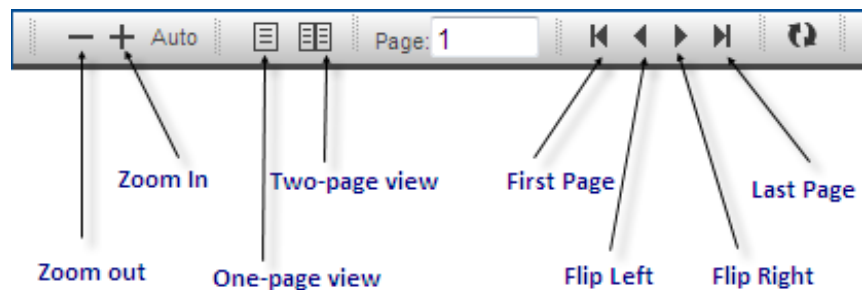 Auto
Page: 1
Zoom In
Two-page view
First Page
Last Page
Zoom out
One-page view
Flip Left
Flip Right